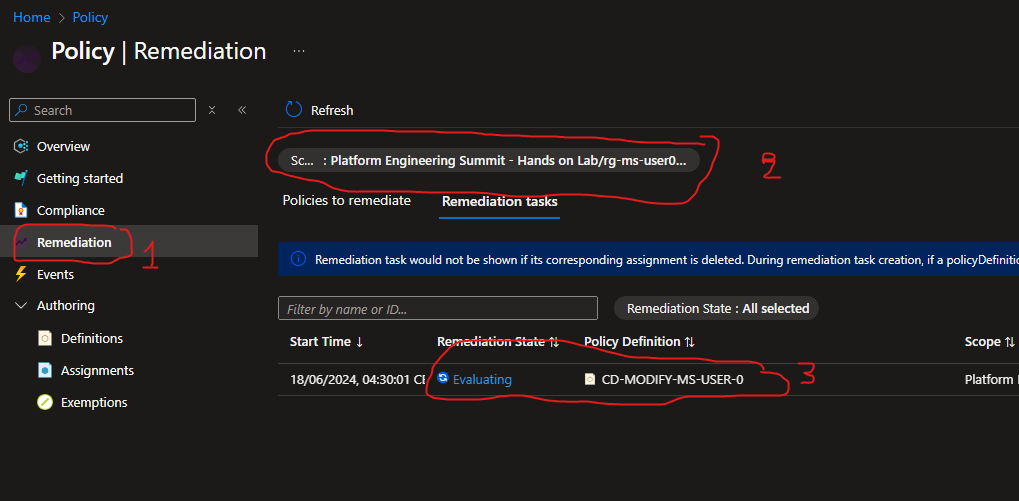 Home > Policy
Policy | Remediation ...
Search
Refresh
Overview
Sc... : Platform Engineering Summit - Hands on Lab/rg-ms-user0...
2
Getting started
Policies to remediate Remediation tasks
Compliance
Remediation
1
Remediation task would not be shown if its corresponding assignment is deleted. During remediation task creation, if a policyDefinitio
Events
Authoring
Filter by name or ID...
Remediation State : All selected
Definitions
Start Time ↓ Remediation State ↑↓ Policy Definition ↑↓ Scope ↑↓
Assignments
18/06/2024, 04:30:01 CE Evaluating CD-MODIFY-MS-USER-0 Platform
3
Exemptions